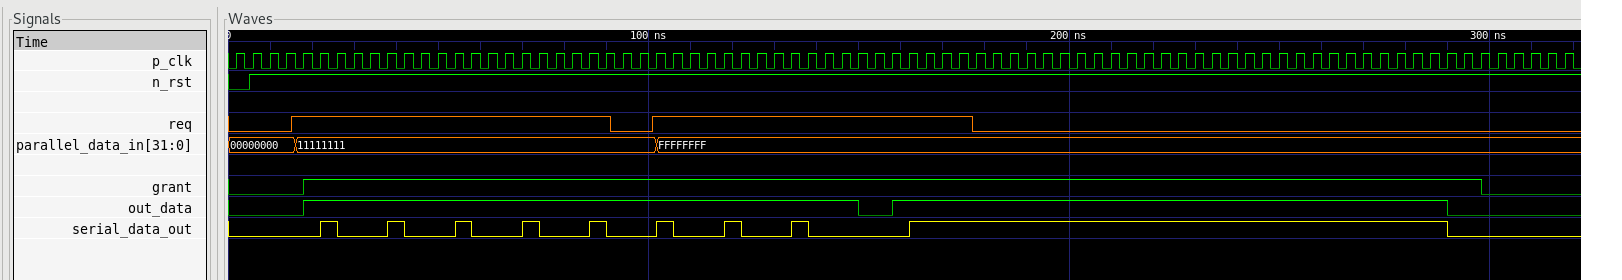 Signals
Waves
Time
0
100 ns
200 ns
300 ns
p_clk
n_rst
req
parallel_data_in[31:0]
00000000
11111111
FFFFFFFF
grant
out_data
serial_data_out